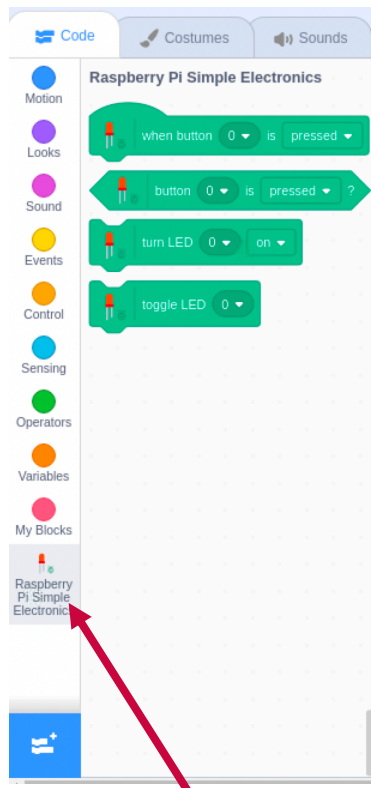 Code
Costumes
Sounds
Motion
Looks
Sound
Events
Control
Sensing
Operators
Variables
My Blocks
Raspberry
Pi Simple
Electronics
Raspberry Pi Simple Electronics
when button 0 is pressed
button 0 is pressed ?
turn LED 0 on
toggle LED 0